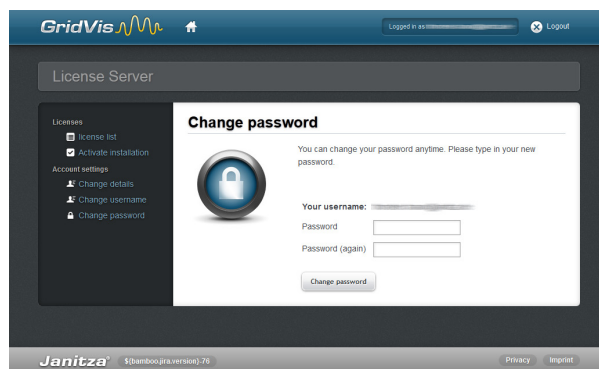 GridVis
Logged in as
Logout
License Server
Licenses
license list
Activate installation
Account settings
Change details
Change username
Change password
Change password
You can change your password anytime. Please type in your new
password.
Your username:
Password
Password (again)
Change password
Janitza®
${bamboo.jira.version}-76
Privacy
Imprint